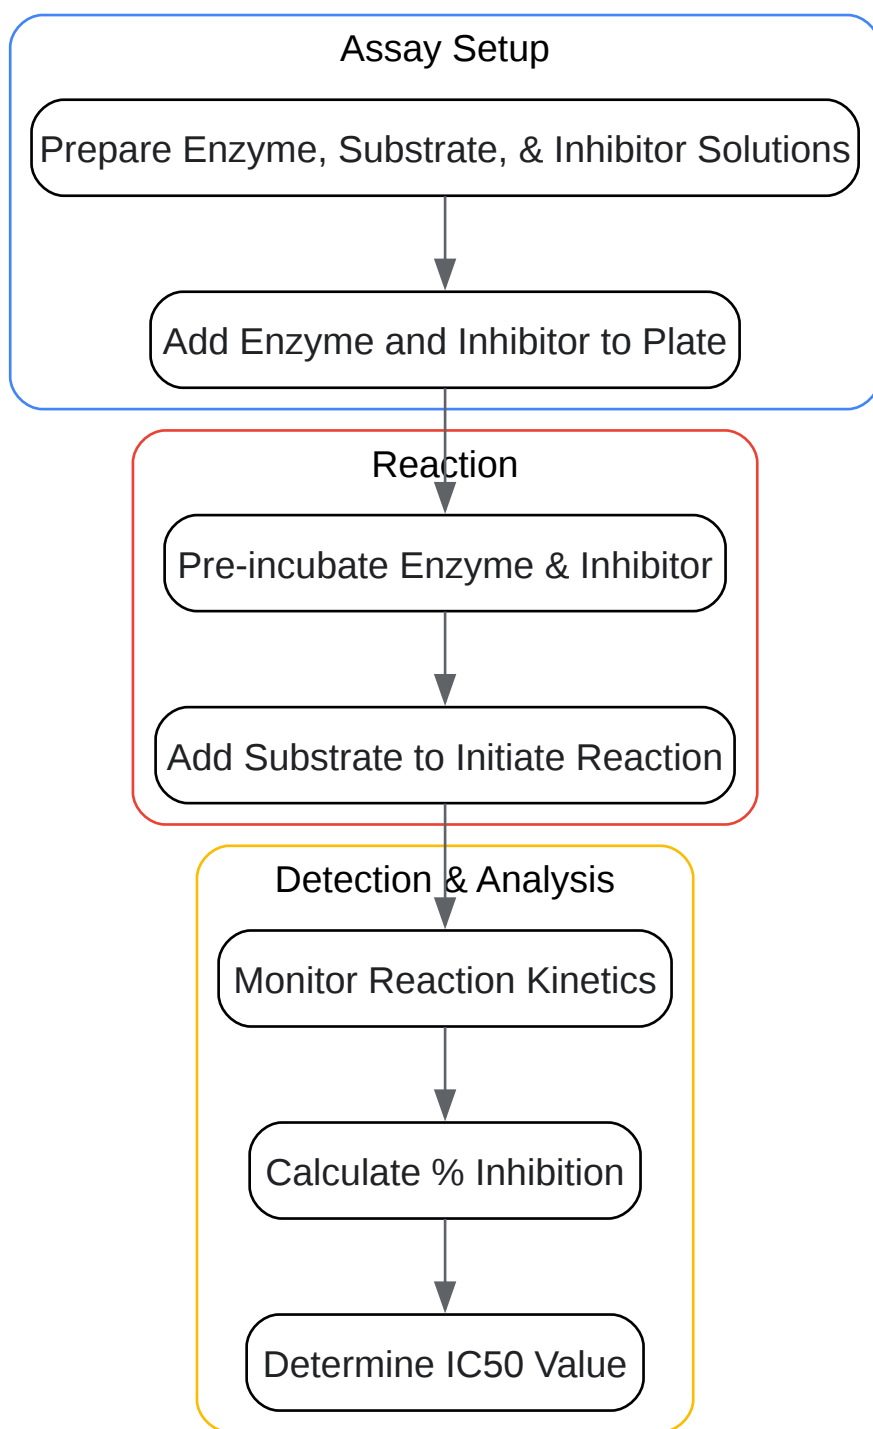 Assay Setup
Prepare Enzyme, Substrate, & Inhibitor Solutions
Add Enzyme and Inhibitor to Plate
Reaction
Pre-incubate Enzyme & Inhibitor
Add Substrate to Initiate Reaction
Detection & Analysis
Monitor Reaction Kinetics
Calculate % Inhibition
Determine IC50 Value